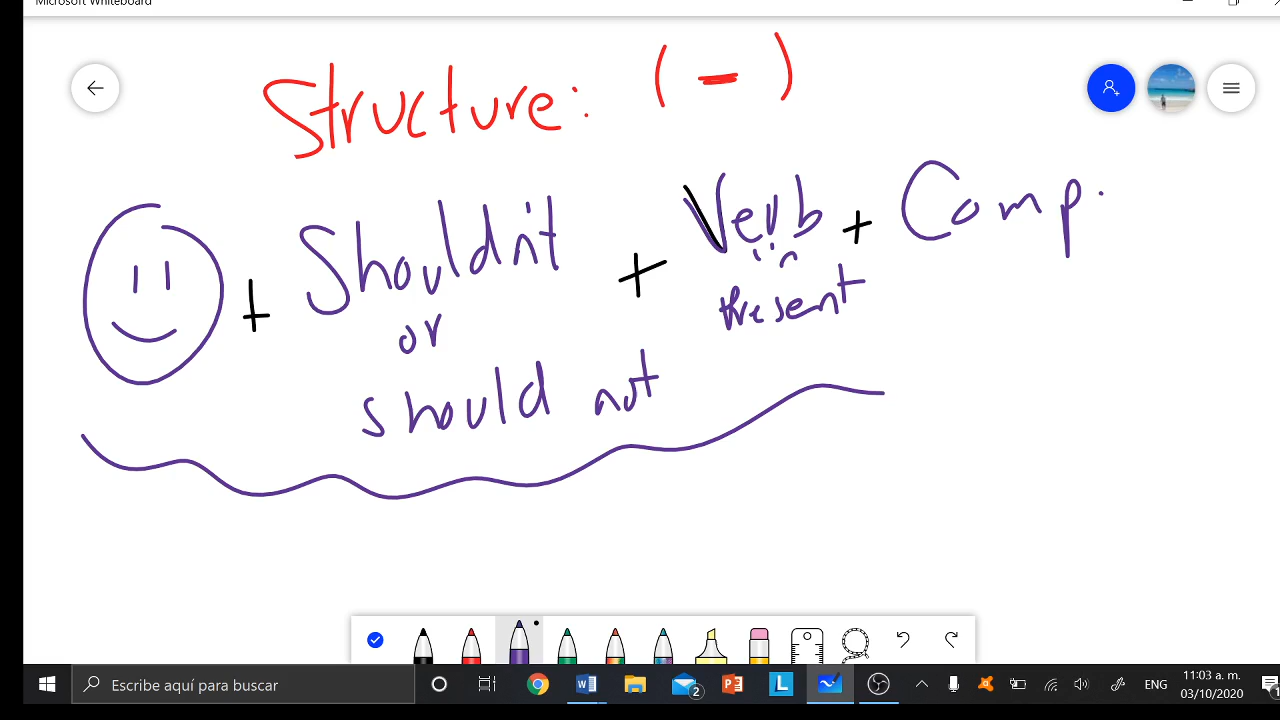 Microsoft Whiteboard
Structure: (-)
+ Shouldn't + Verb + Comp.
or in present
should not
Escribe aquí para buscar
2
ENG
11:03 a. m.
03/10/2020